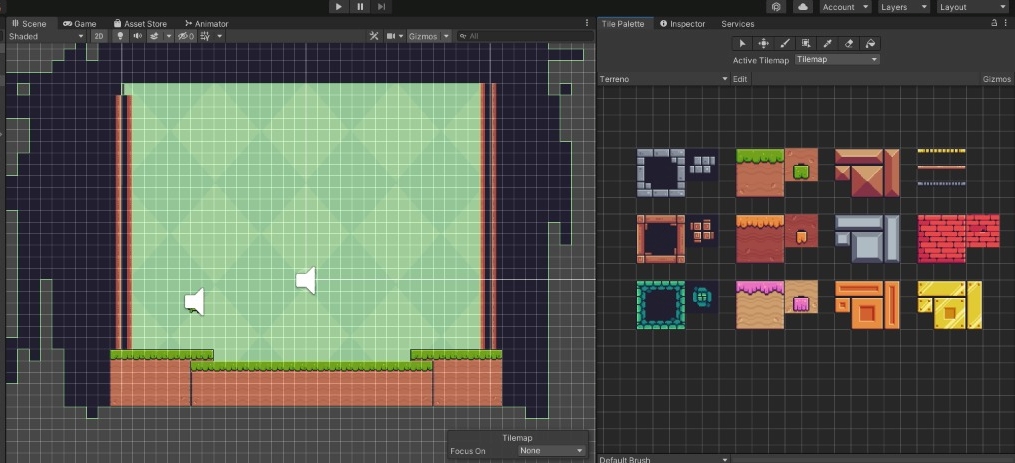 Account Layers Layout
Scene Game Asset Store Animator
Shaded 2D 0 Gizmos All
Tilemap
Focus On None
Tile Palette Inspector Services
Active Tilemap Tilemap
Terreno Edit Gizmos
Default Brush